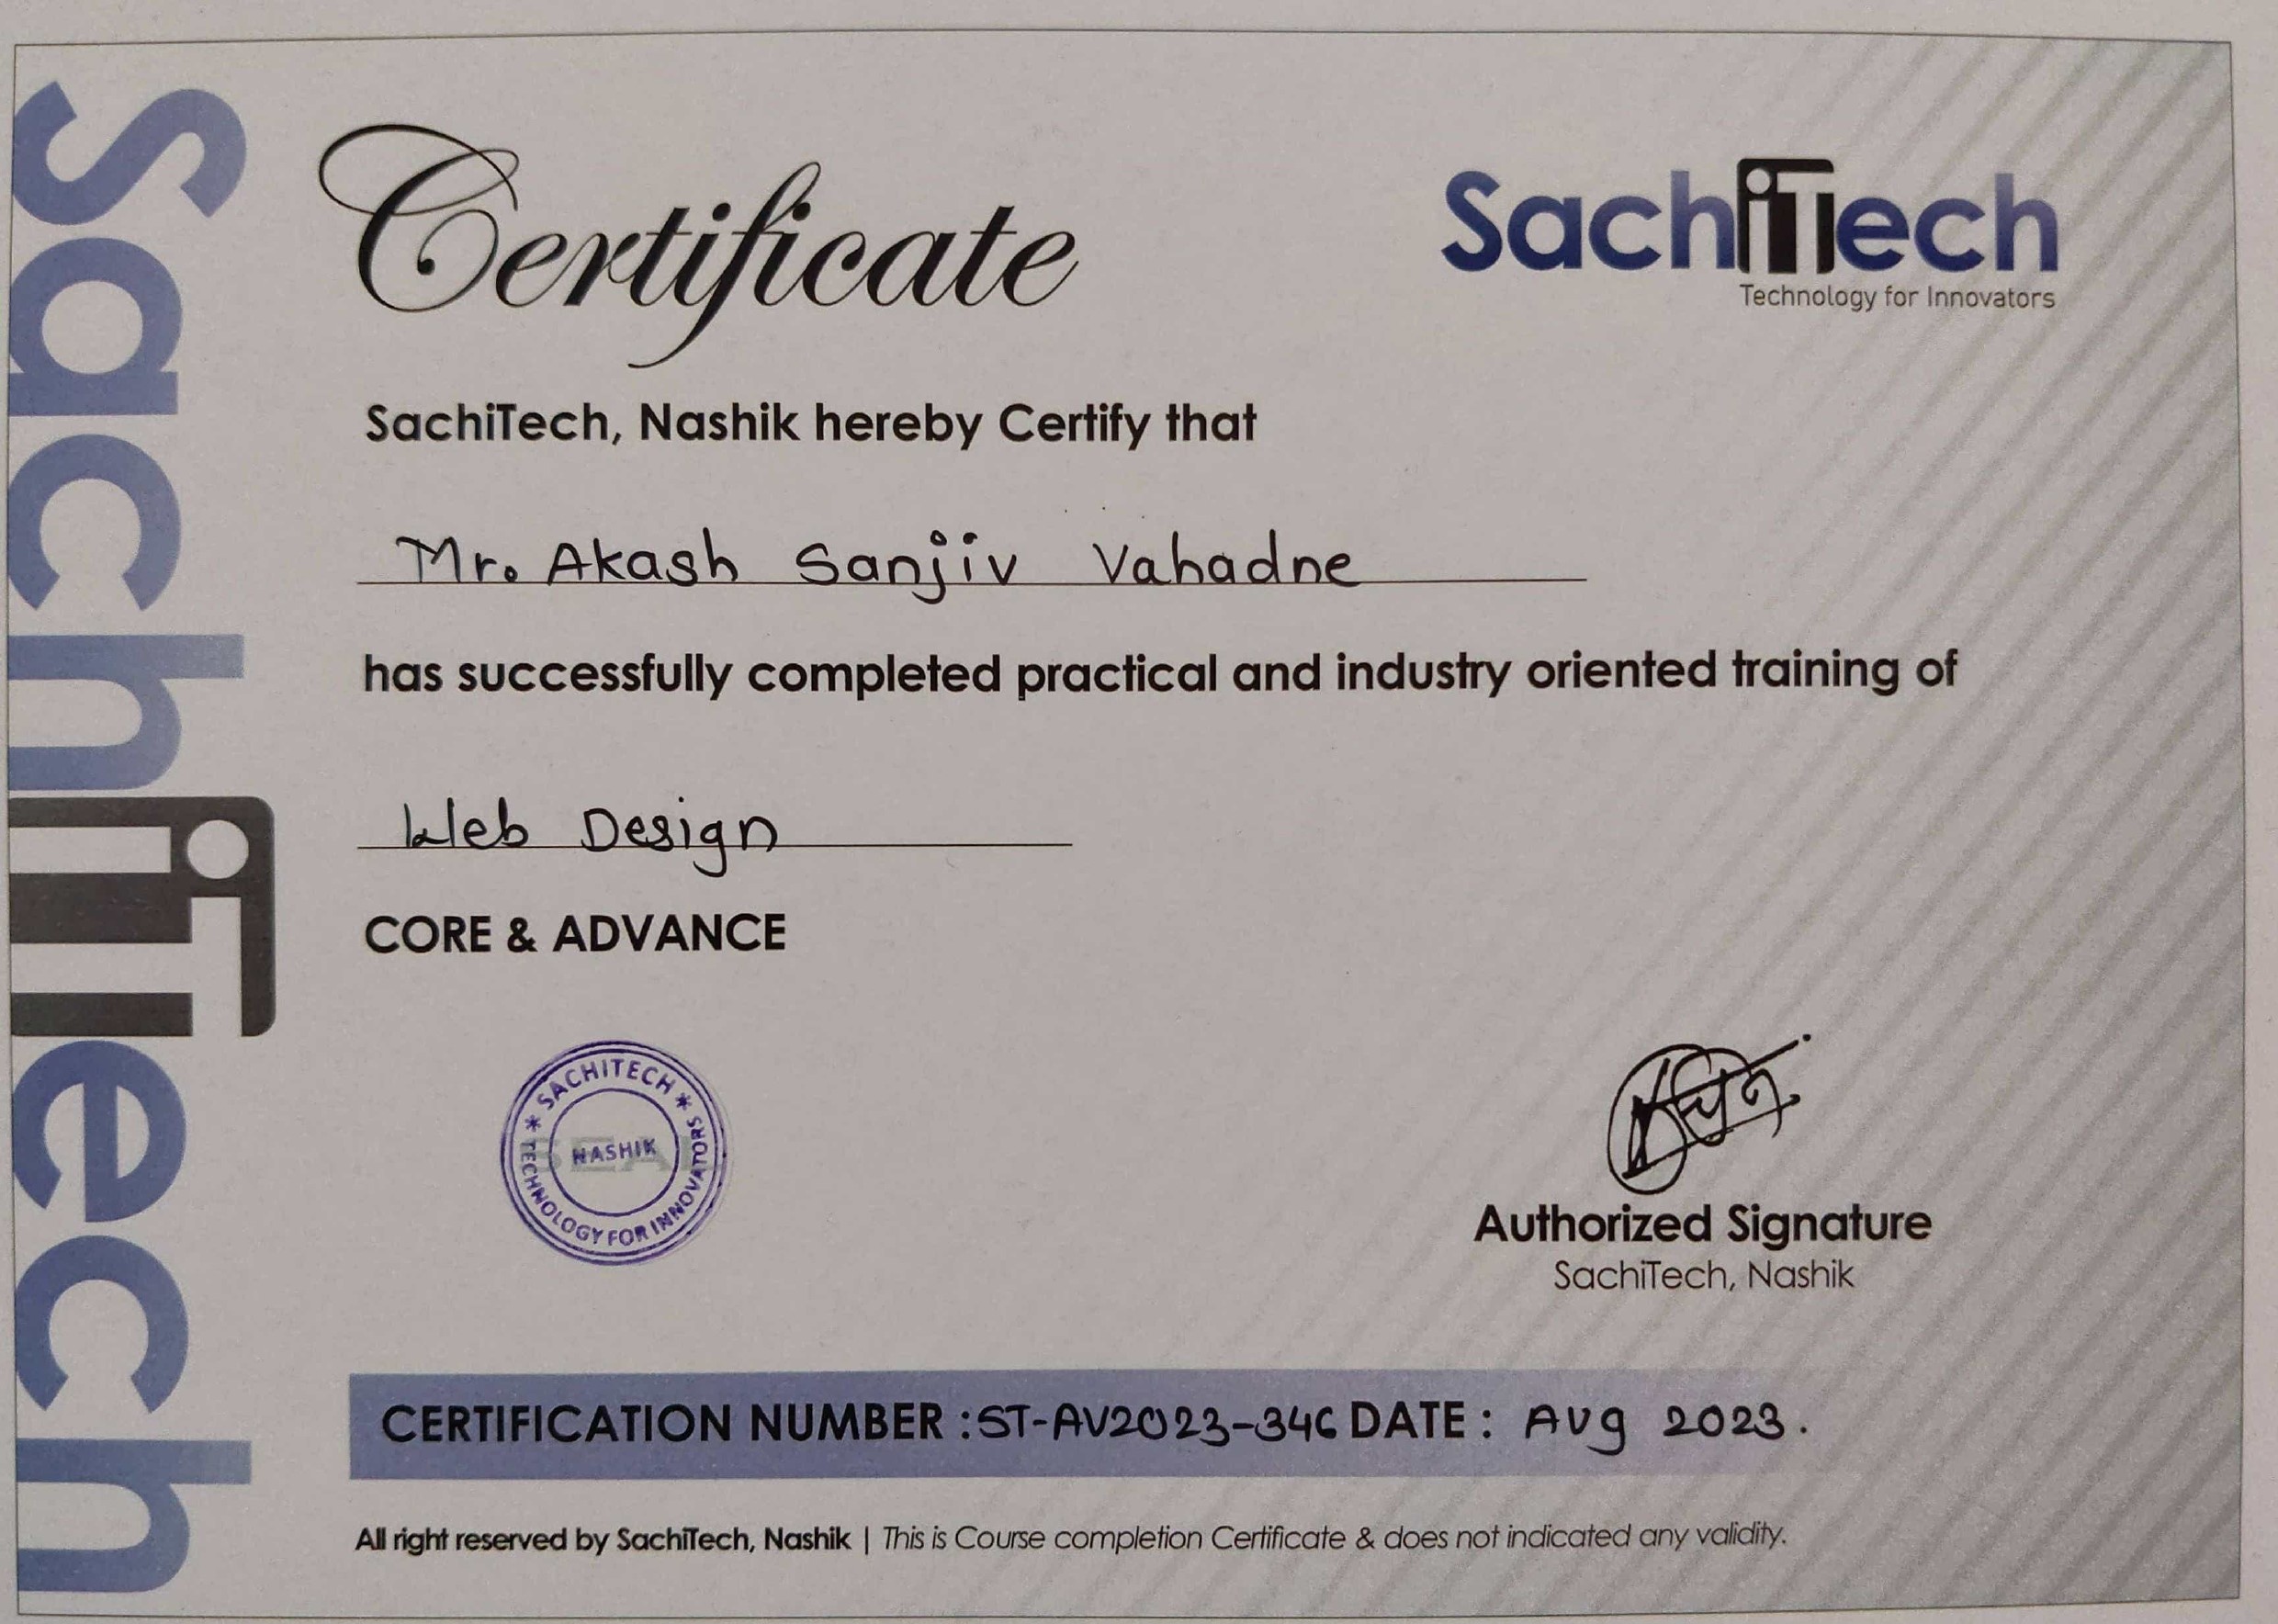 SachiTech
Certificate
SachiTech
Technology for Innovators
SachiTech, Nashik hereby Certify that
Mr. Akash Sanjiv Vahadne
has successfully completed practical and industry oriented training of
Web Design
CORE & ADVANCE
* SACHITECH *
NASHIK
TECHNOLOGY FOR INNOVATORS
SEAL
Authorized Signature
SachiTech, Nashik
CERTIFICATION NUMBER : ST-AV2023-346 DATE : Aug 2023.
All right reserved by SachiTech, Nashik | This is Course completion Certificate & does not indicated any validity.